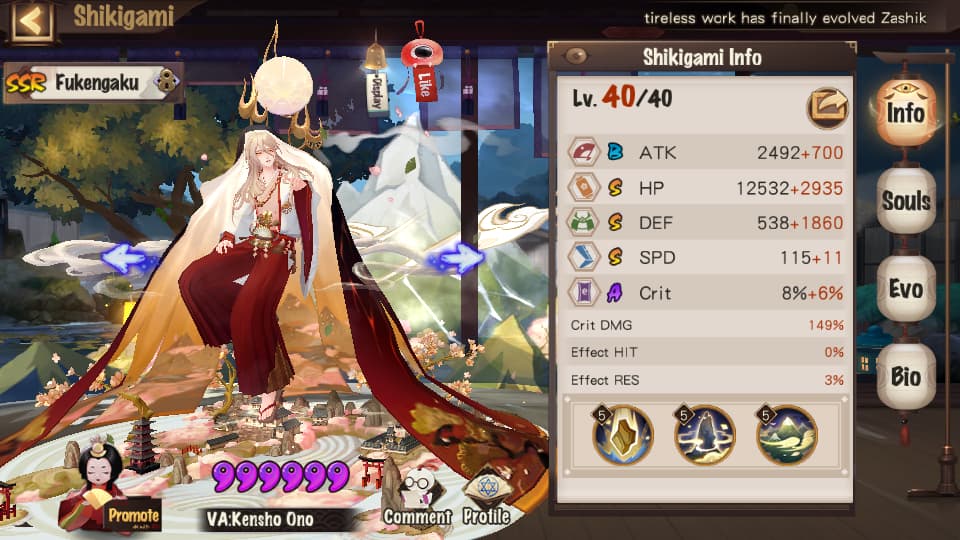 Shikigami
tireless work has finally evolved Zashik
SSR Fukengaku
Display
Like
Shikigami Info
Lv. 40/40
B ATK 2492+700
S HP 12532+2935
S DEF 538+1860
S SPD 115+11
A Crit 8%+6%
Crit DMG 149%
Effect HIT 0%
Effect RES 3%
5 5 5
Info
Souls
Evo
Bio
999999
Promote
VA:Kensho Ono
Comment
Profile